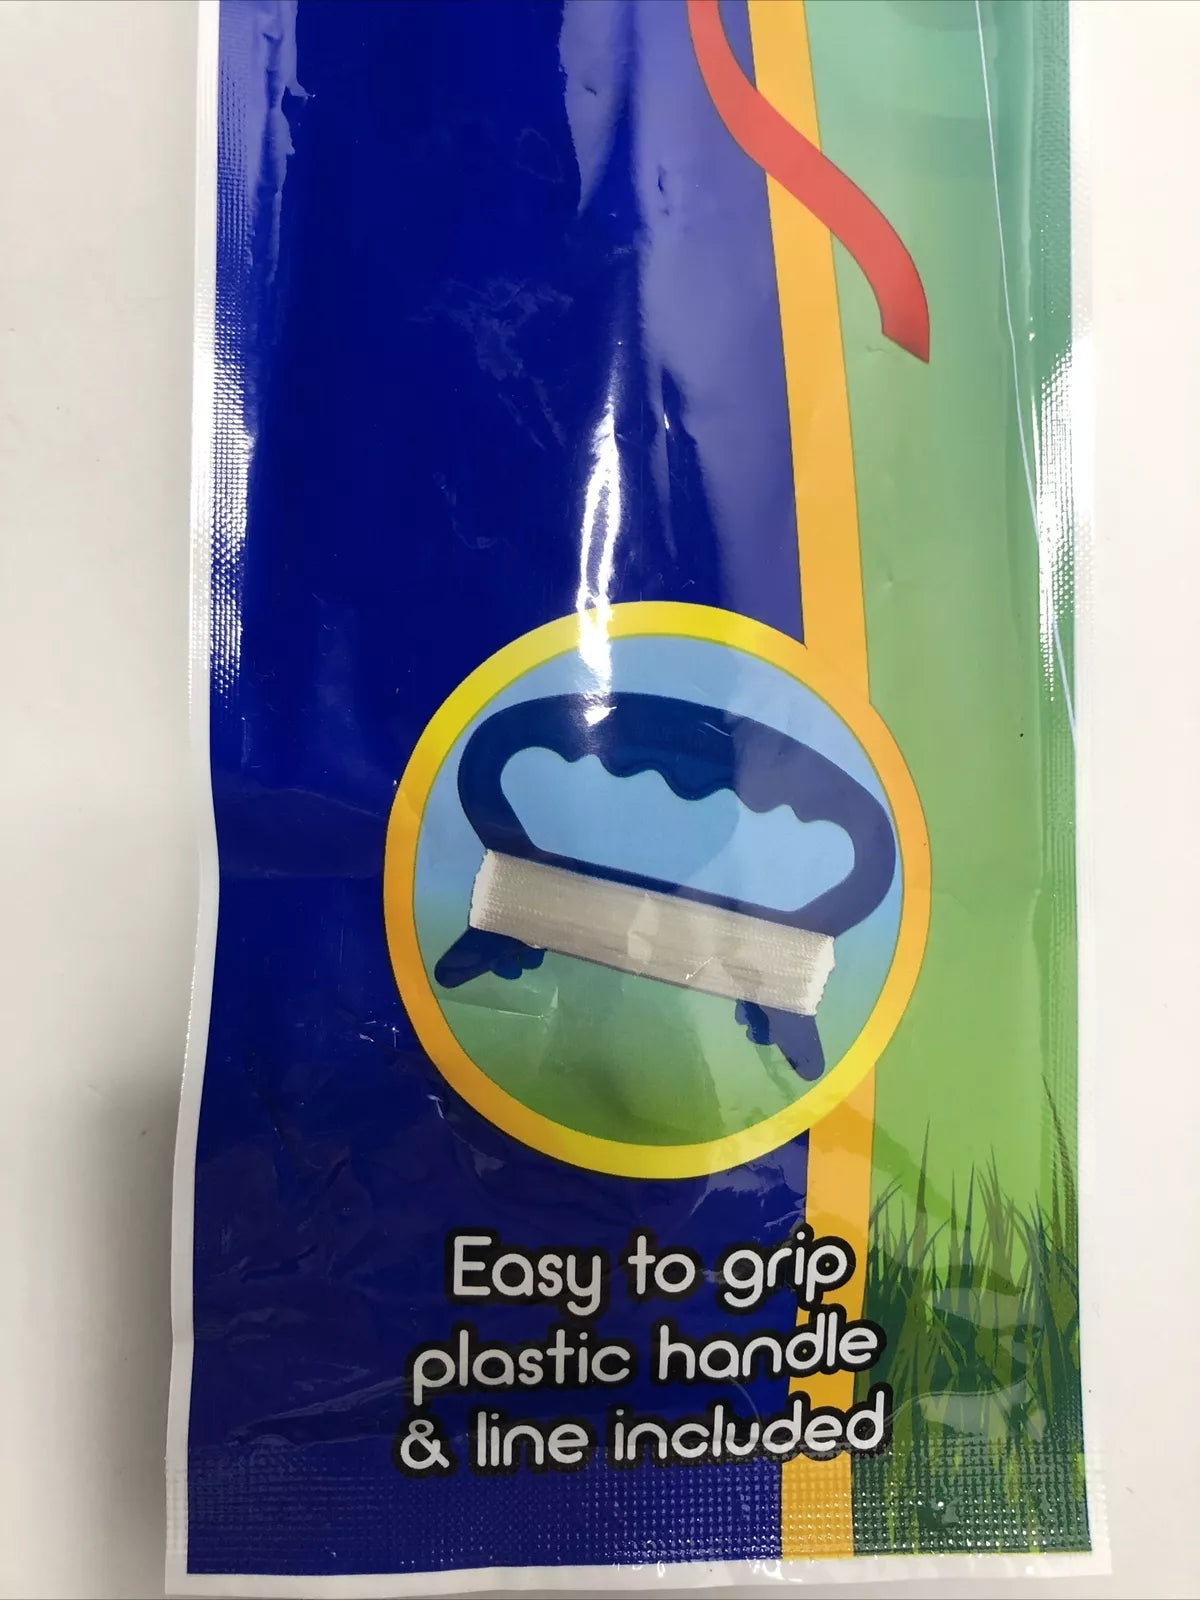 Easy to grip
plastic handle
& line included